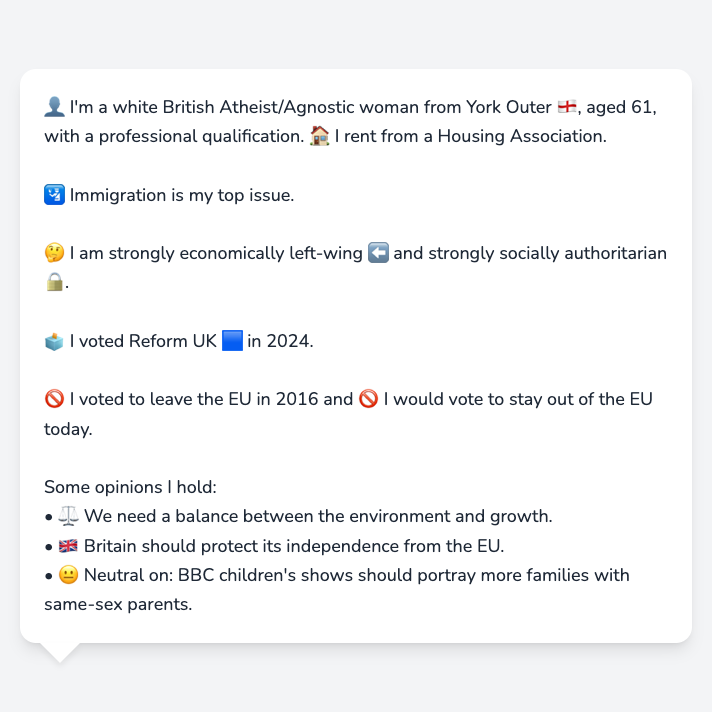 👤 I'm a white British Atheist/Agnostic woman from York Outer 🏴󠁧󠁢󠁥󠁮󠁧󠁿, aged 61,
with a professional qualification. 🏠 I rent from a Housing Association.
🛂 Immigration is my top issue.
🤔 I am strongly economically left-wing ⬅️ and strongly socially authoritarian
🔒.
🗳️ I voted Reform UK 🟦 in 2024.
🚫 I voted to leave the EU in 2016 and 🚫 I would vote to stay out of the EU
today.
Some opinions I hold:
• ⚖️ We need a balance between the environment and growth.
• 🇬🇧 Britain should protect its independence from the EU.
• 😐 Neutral on: BBC children's shows should portray more families with
same-sex parents.